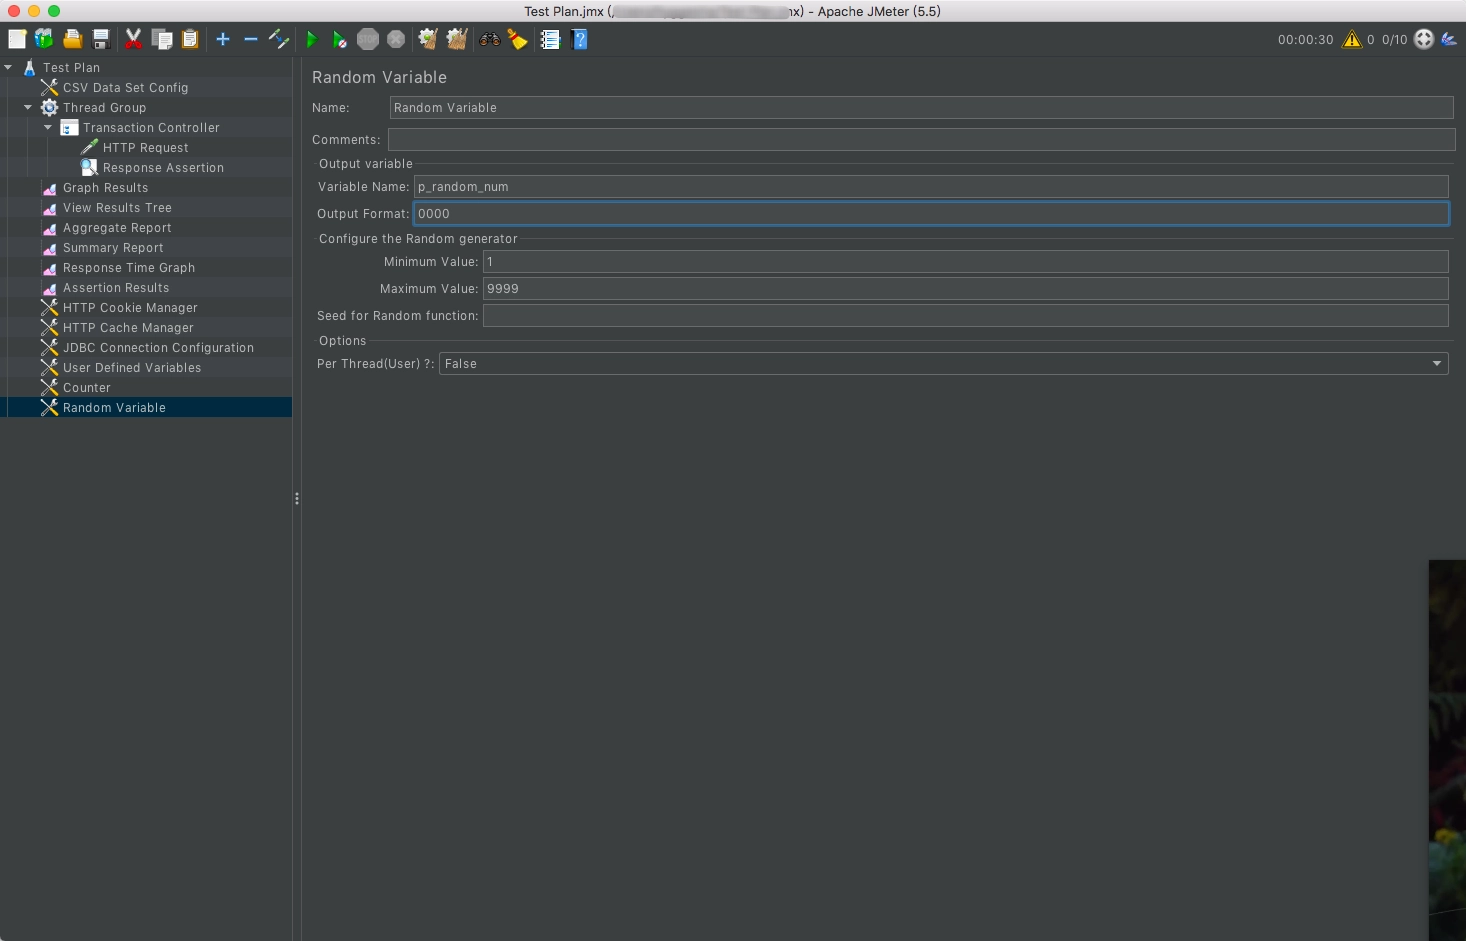 Test Plan.jmx (/ mx) - Apache JMeter (5.5)
STOP
00:00:30 0 0/10
Test Plan
CSV Data Set Config
Thread Group
Transaction Controller
HTTP Request
Response Assertion
Graph Results
View Results Tree
Aggregate Report
Summary Report
Response Time Graph
Assertion Results
HTTP Cookie Manager
HTTP Cache Manager
JDBC Connection Configuration
User Defined Variables
Counter
Random Variable
Random Variable
Name: Random Variable
Comments:
Output variable
Variable Name: p_random_num
Output Format: 0000
Configure the Random generator
Minimum Value: 1
Maximum Value: 9999
Seed for Random function:
Options
Per Thread(User) ?: False